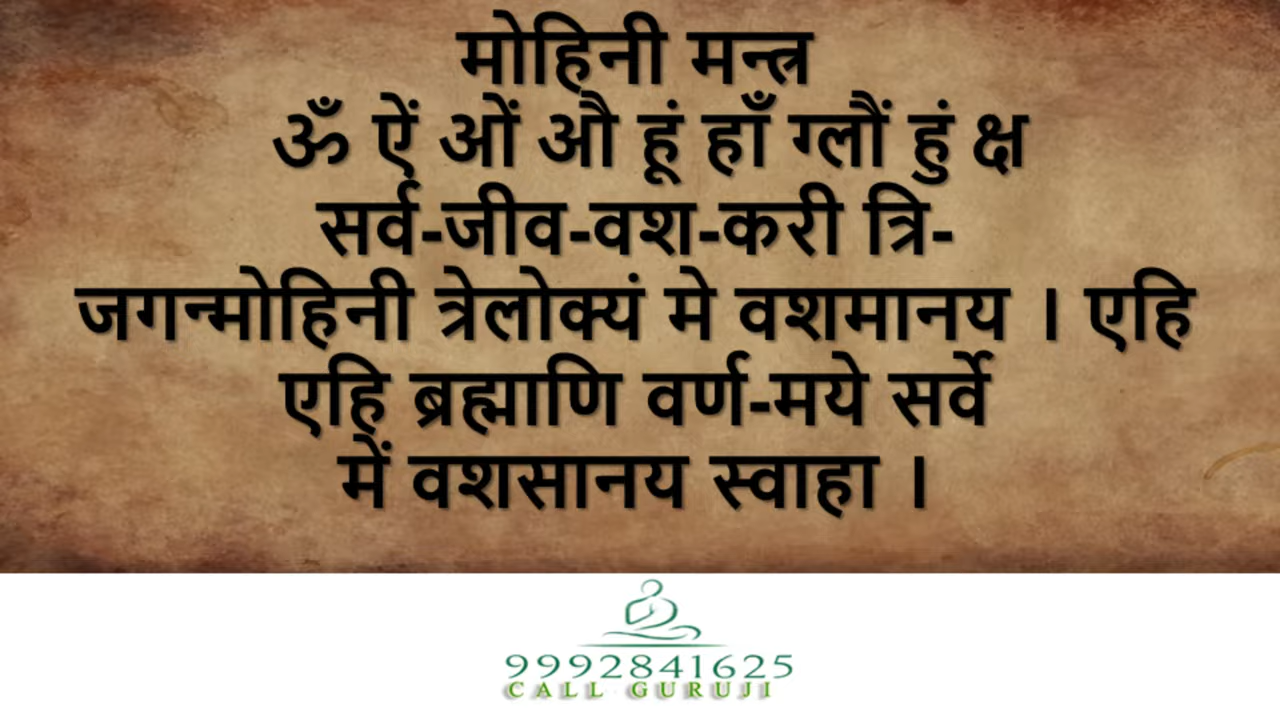 मोहिनी मन्त्र
ॐ ऐं ओं औ हूं हाँ ग्लौं हुं क्ष
सर्व-जीव-वश-करी त्रि-
जगन्मोहिनी त्रेलोक्यं मे वशमानय । एहि
एहि ब्रह्माणि वर्ण-मये सर्वे
में वशसानय स्वाहा ।
9992841625
CALL GURUJI